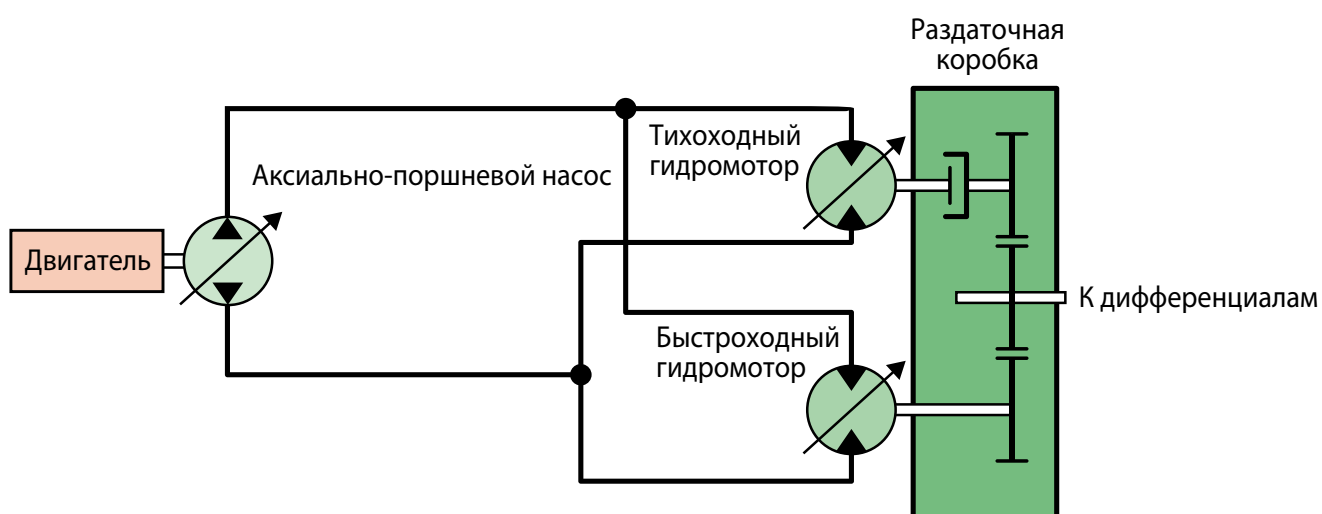 Раздаточная
коробка
Тихоходный
гидромотор
Аксиально-поршневой насос
Двигатель
К дифференциалам
Быстроходный
гидромотор